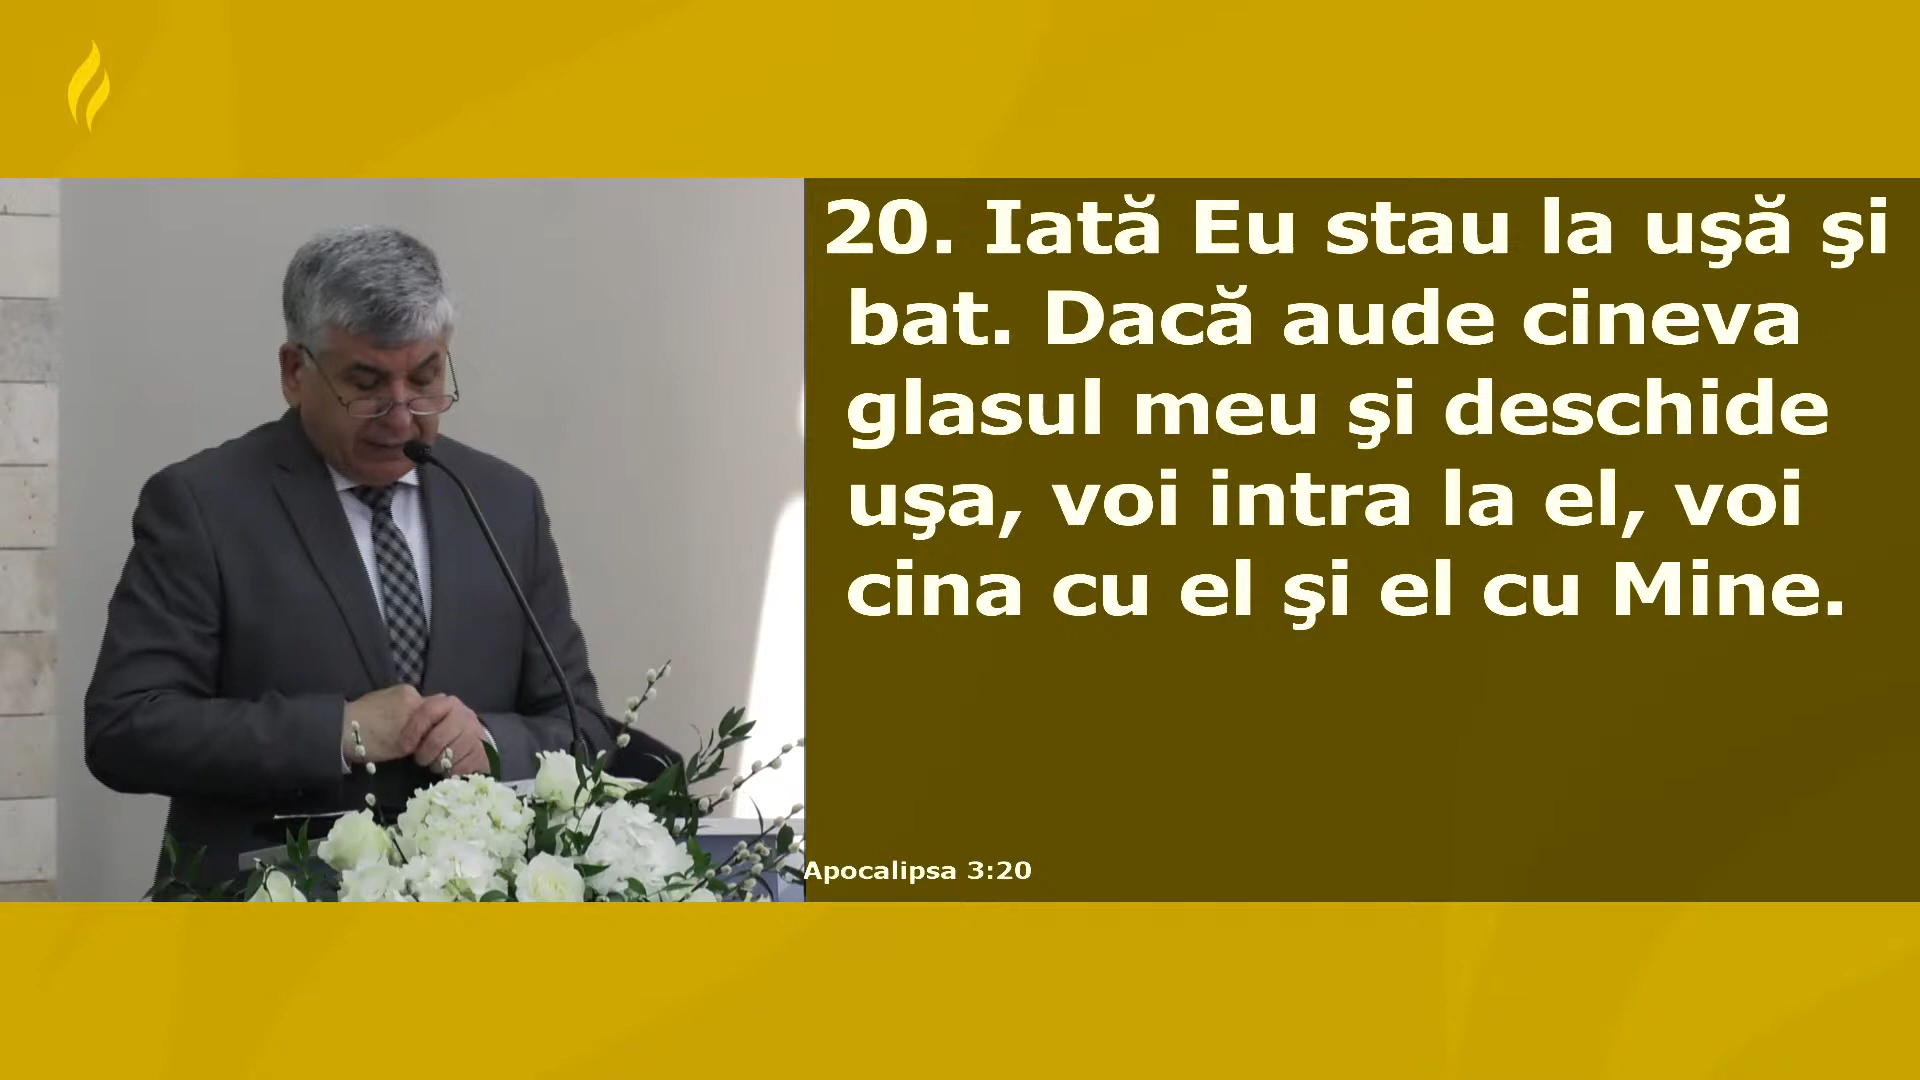 20. Iată Eu stau la uşă şi
bat. Dacă aude cineva
glasul meu şi deschide
uşa, voi intra la el, voi
cina cu el şi el cu Mine.
Apocalipsa 3:20